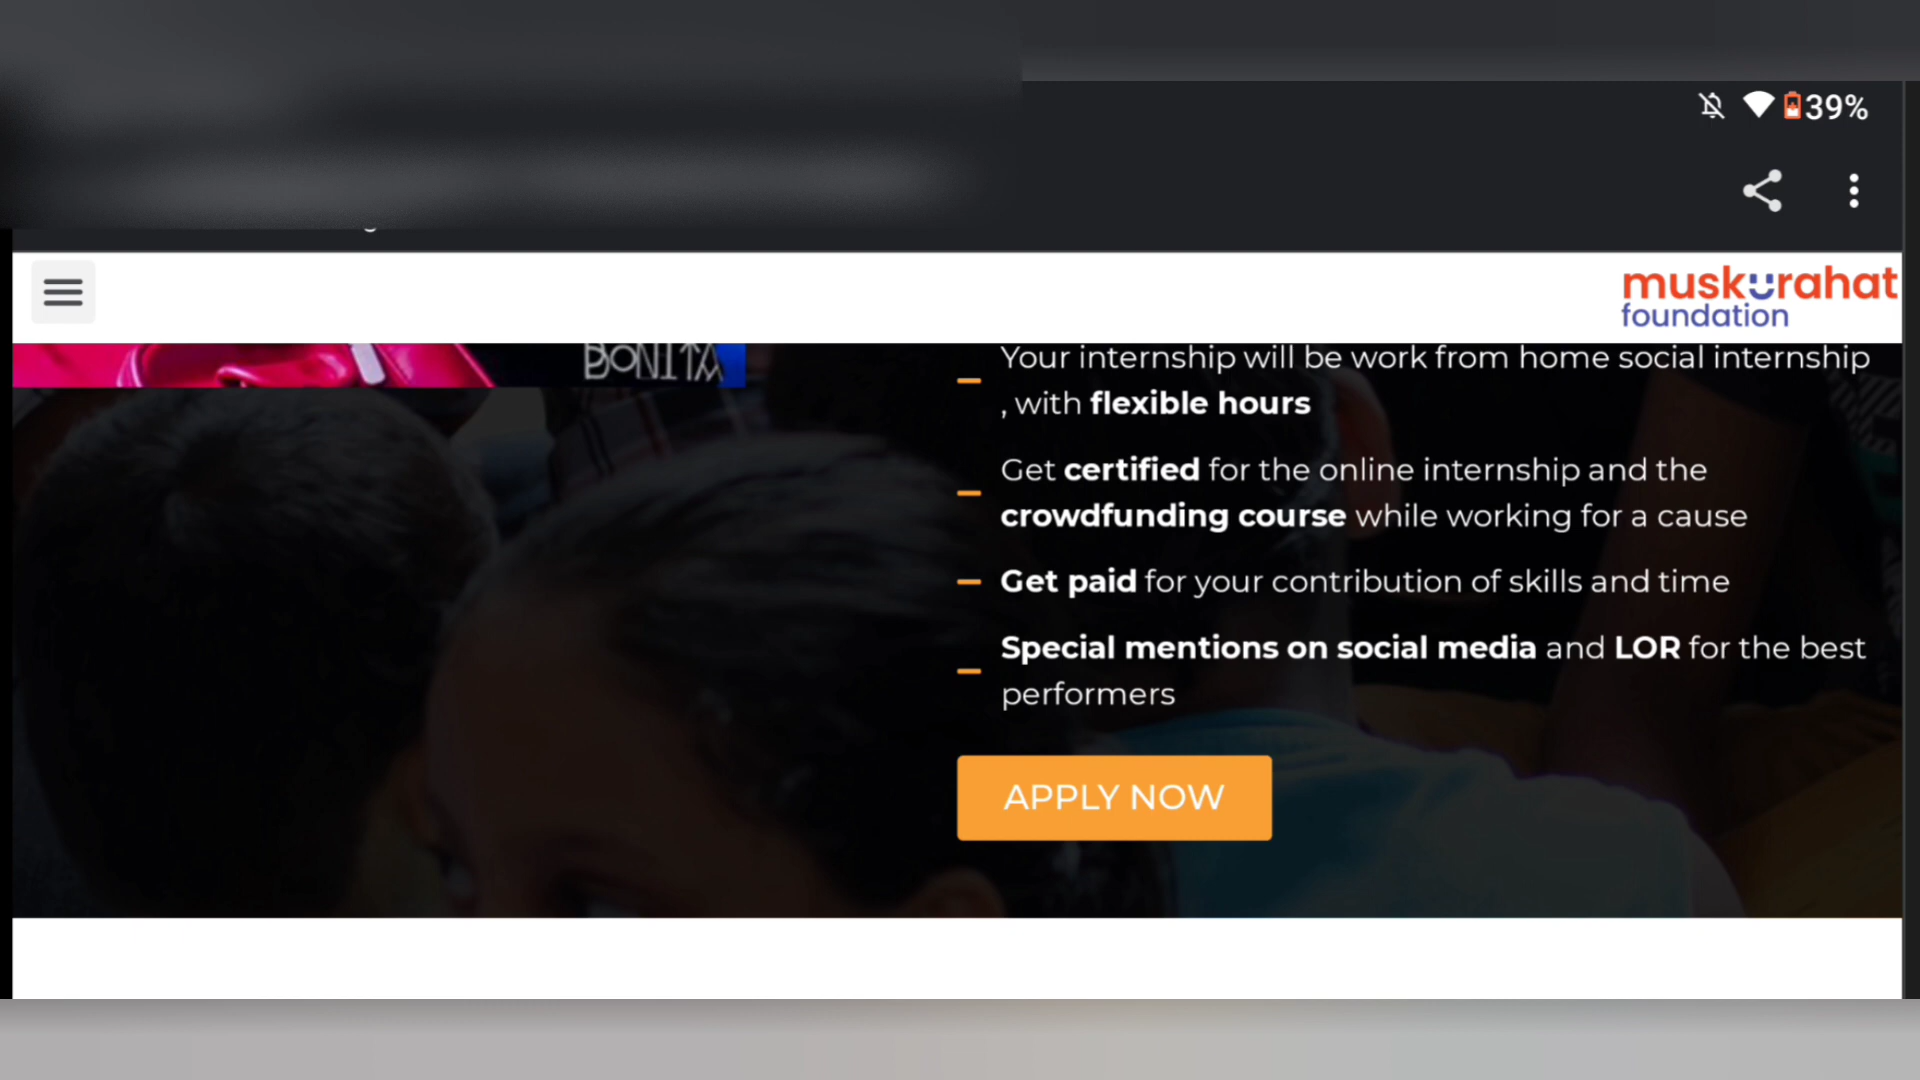 39%
muskurahat
foundation
BONITA
Your internship will be work from home social internship
, with flexible hours
Get certified for the online internship and the
crowdfunding course while working for a cause
Get paid for your contribution of skills and time
Special mentions on social media and LOR for the best
performers
APPLY NOW